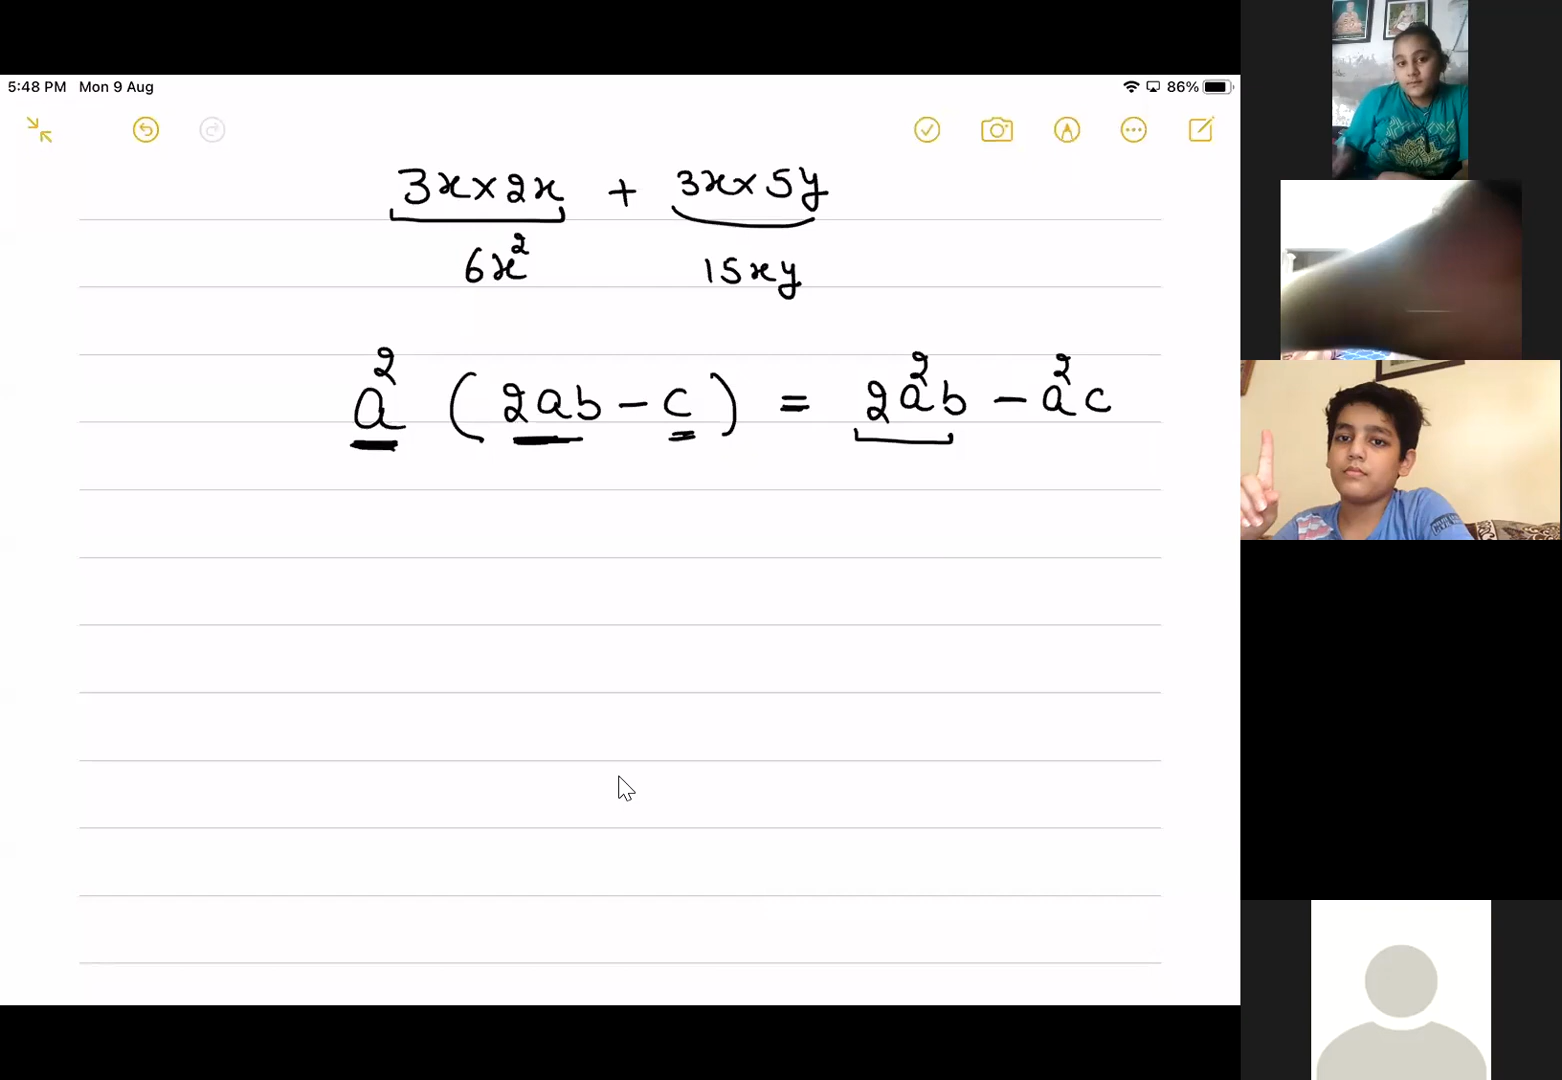 5:48 PM Mon 9 Aug 86%
3x×2x + 3x×5y
6x² 15xy
a² (2ab − c) = 2a²b − a²c